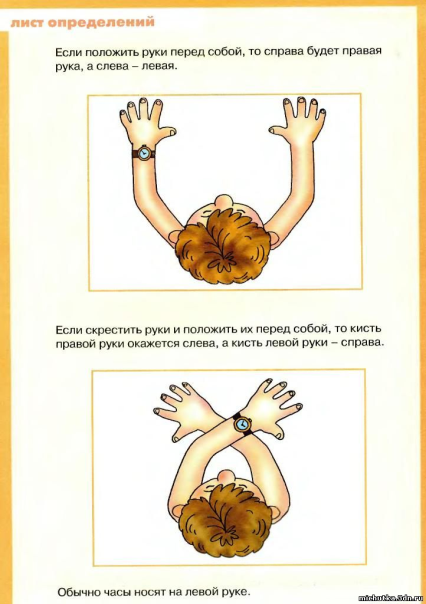 лист определений
Если положить руки перед собой, то справа будет правая
рука, а слева – левая.
Если скрестить руки и положить их перед собой, то кисть
правой руки окажется слева, а кисть левой руки – справа.
Обычно часы носят на левой руке.
michutka.3dn.ru